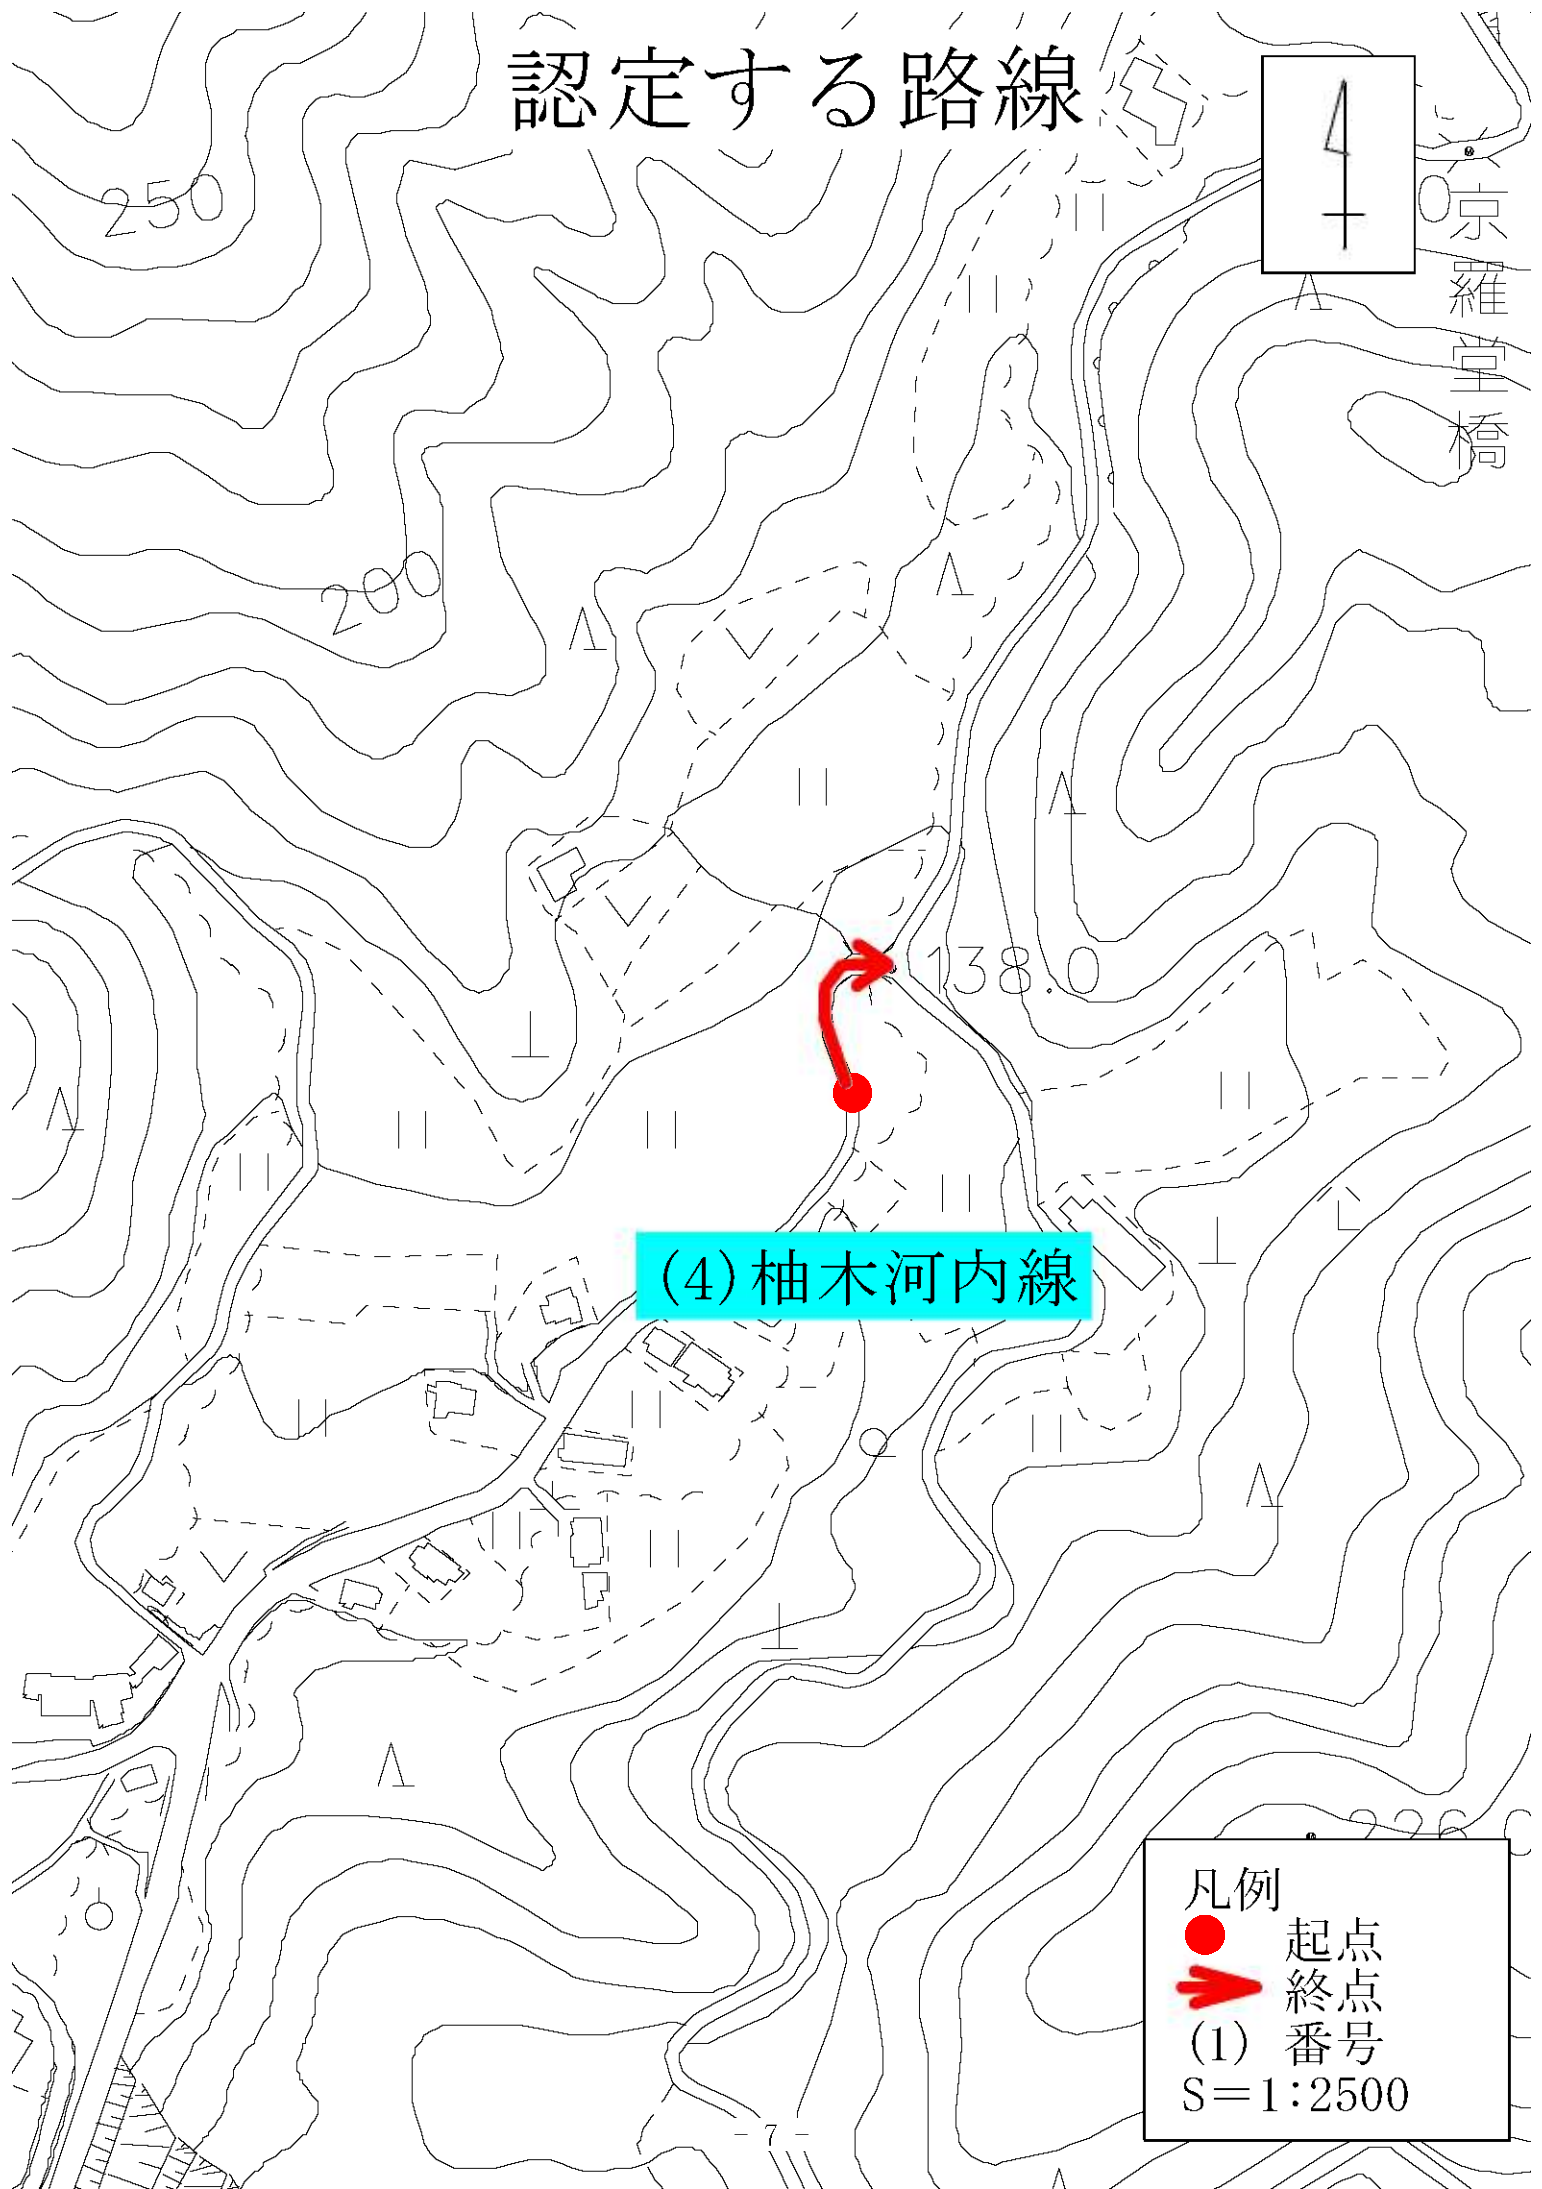 認定する路線
250
0
京羅堂橋
200
138.0
(4)柚木河内線
凡例
起点
終点
(1) 番号
S=1:2500
- 7 -